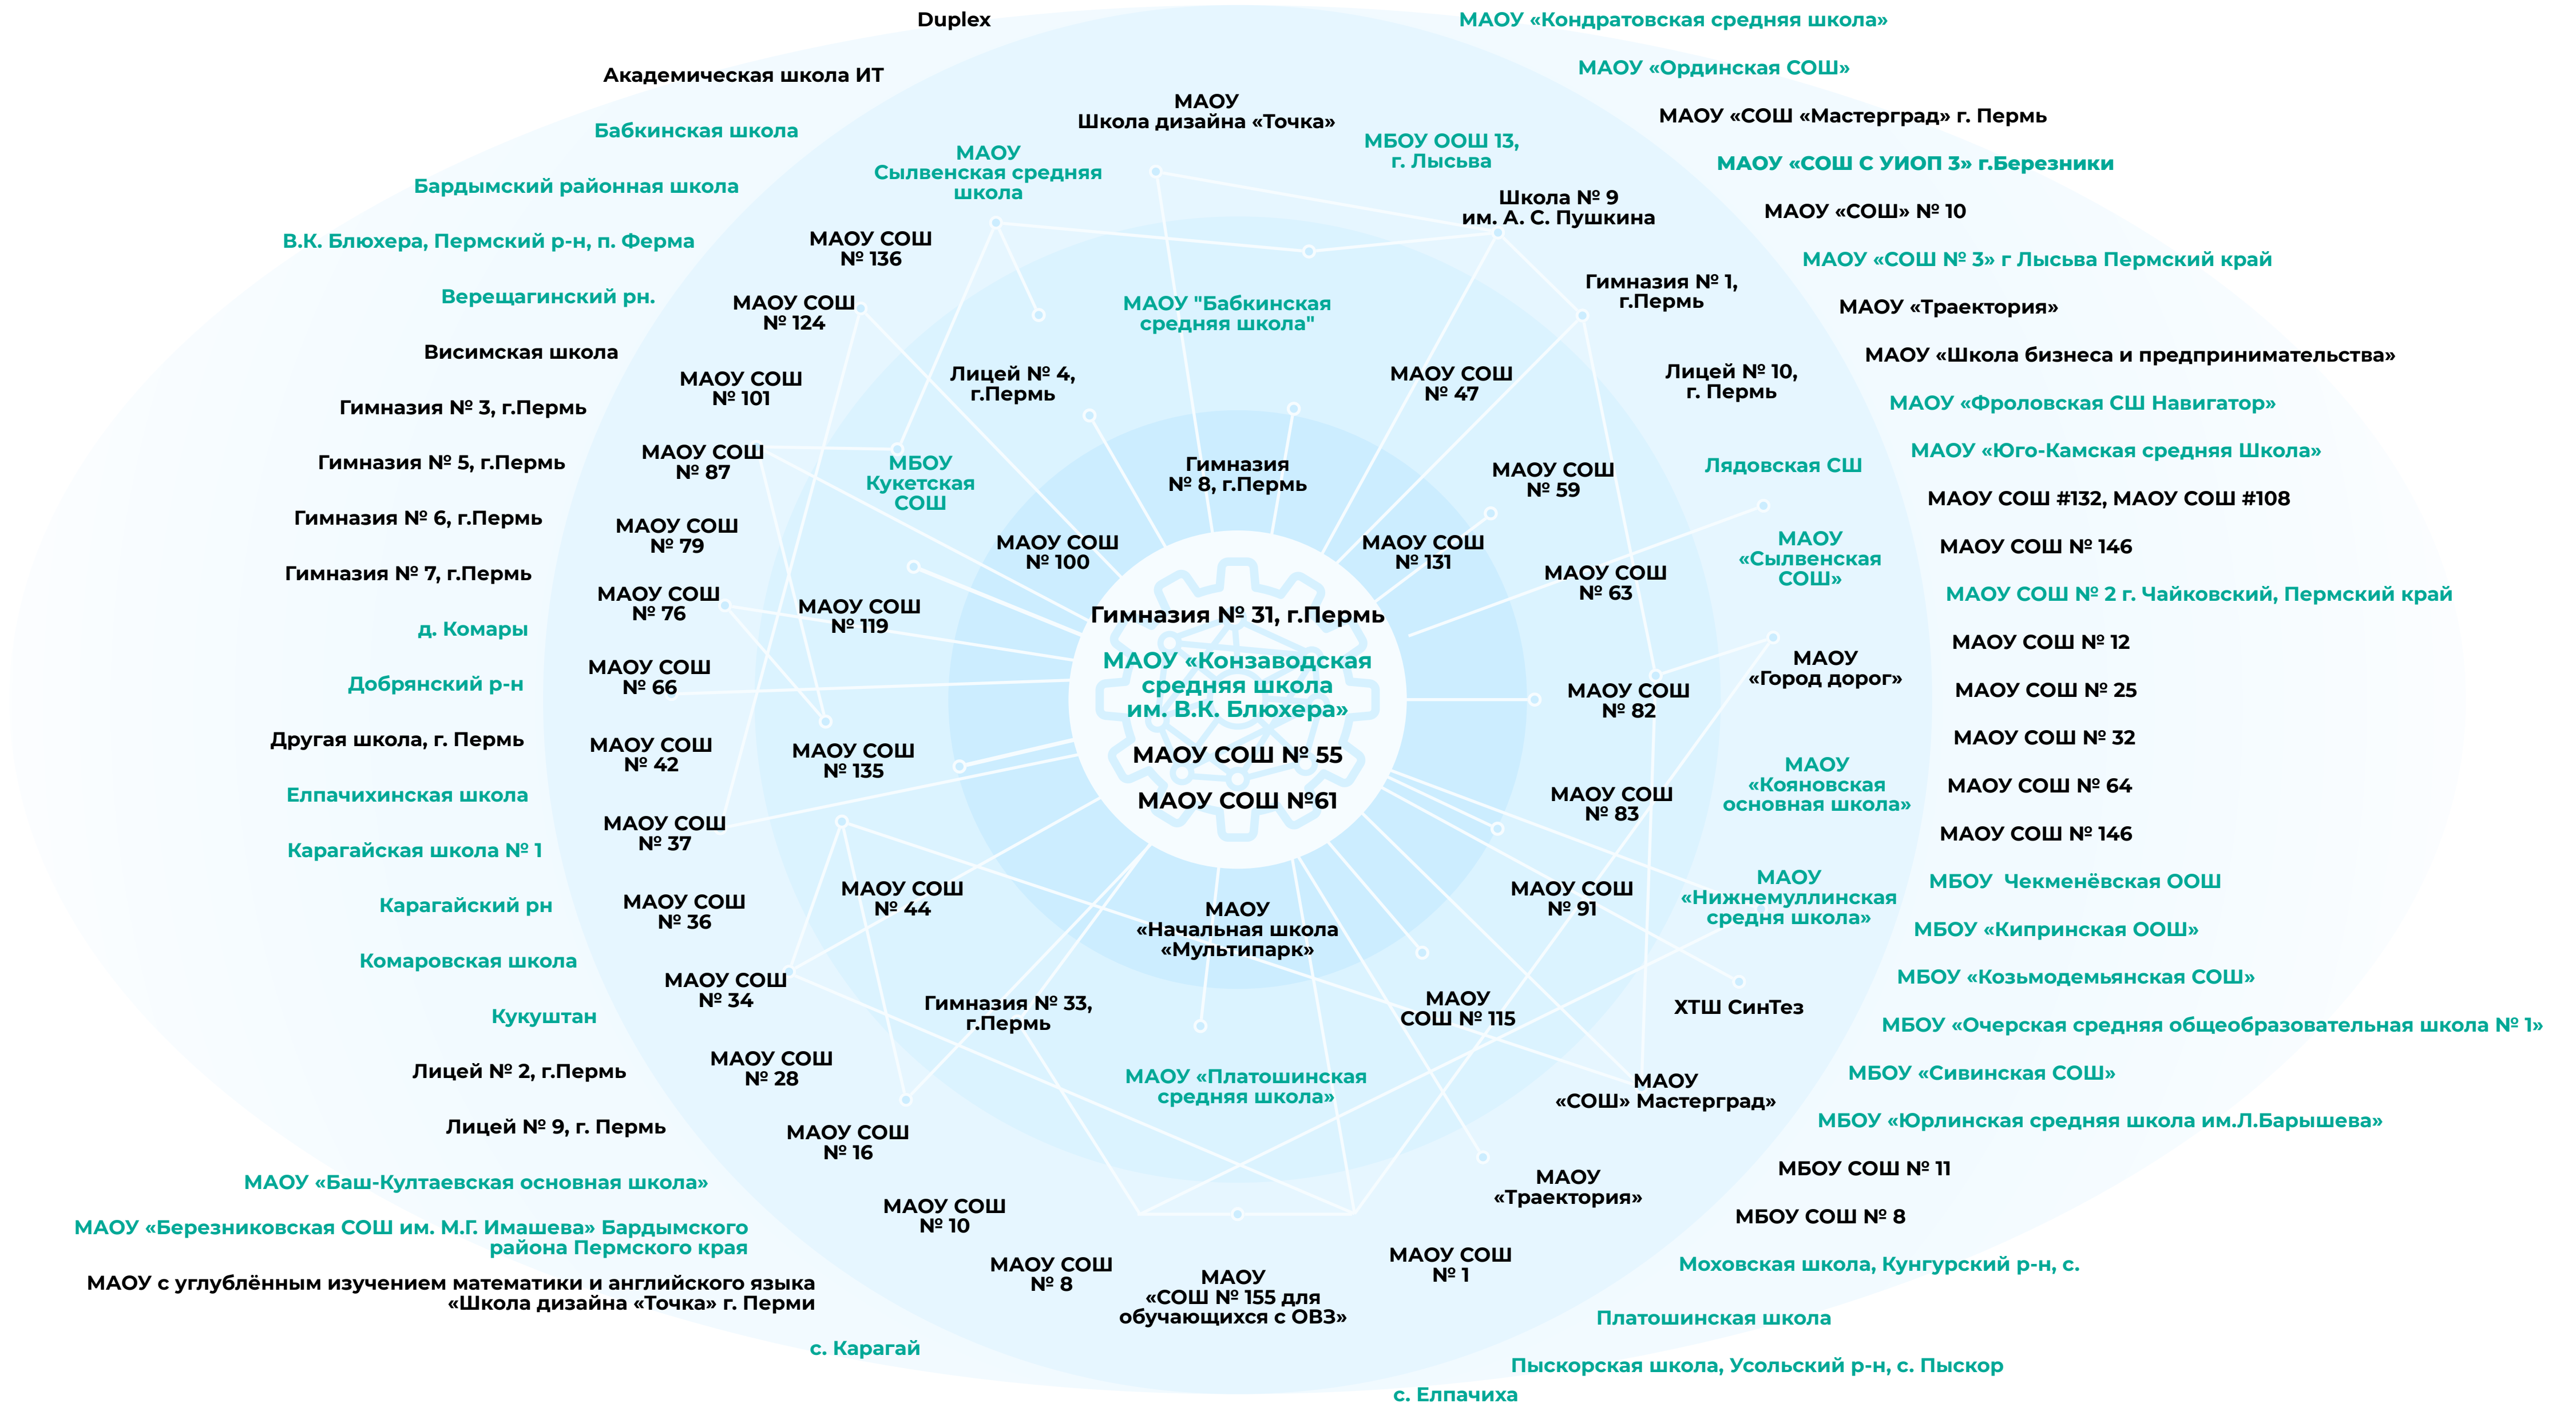 Duplex
Академическая школа ИТ
Бабкинская школа
Бардымский районная школа
В.К. Блюхера, Пермский р-н, п. Ферма
Верещагинский рн.
Висимская школа
Гимназия № 3, г.Пермь
Гимназия № 5, г.Пермь
Гимназия № 6, г.Пермь
Гимназия № 7, г.Пермь
д. Комары
Добрянский р-н
Другая школа, г. Пермь
Елпачихинская школа
Карагайская школа № 1
Карагайский рн
Комаровская школа
Кукуштан
Лицей № 2, г.Пермь
Лицей № 9, г. Пермь
МАОУ «Баш-Култаевская основная школа»
МАОУ «Березниковская СОШ им. М.Г. Имашева» Бардымского
района Пермского края
МАОУ с углублённым изучением математики и английского языка
«Школа дизайна «Точка» г. Перми
с. Карагай
МАОУ
Школа дизайна «Точка»
МАОУ
Сылвенская средняя
школа
МАОУ СОШ
№ 136
МАОУ СОШ
№ 124
МАОУ СОШ
№ 101
МАОУ СОШ
№ 87
МАОУ СОШ
№ 79
МАОУ СОШ
№ 76
МАОУ СОШ
№ 66
МАОУ СОШ
№ 42
МАОУ СОШ
№ 37
МАОУ СОШ
№ 36
МАОУ СОШ
№ 34
МАОУ СОШ
№ 28
МАОУ СОШ
№ 16
МАОУ СОШ
№ 10
МАОУ СОШ
№ 8
МАОУ
«СОШ № 155 для
обучающихся с ОВЗ»
МАОУ СОШ
№ 1
МАОУ
«Траектория»
МАОУ
«СОШ» Мастерград»
ХТШ СинТез
МАОУ
«Нижнемуллинская
средня школа»
МАОУ
«Кояновская
основная школа»
МАОУ
«Город дорог»
МАОУ
«Сылвенская
СОШ»
Лядовская СШ
Лицей № 10,
г. Пермь
Гимназия № 1,
г.Пермь
Школа № 9
им. А. С. Пушкина
МБОУ ООШ 13,
г. Лысьва
МАОУ "Бабкинская
средняя школа"
Лицей № 4,
г.Пермь
МБОУ
Кукетская
СОШ
МАОУ СОШ
№ 119
МАОУ СОШ
№ 135
МАОУ СОШ
№ 44
Гимназия № 33,
г.Пермь
МАОУ «Платошинская
средняя школа»
МАОУ
СОШ № 115
МАОУ СОШ
№ 91
МАОУ СОШ
№ 83
МАОУ СОШ
№ 82
МАОУ СОШ
№ 63
МАОУ СОШ
№ 59
МАОУ СОШ
№ 47
Гимназия
№ 8, г.Пермь
МАОУ СОШ
№ 100
МАОУ СОШ
№ 131
МАОУ
«Начальная школа
«Мультипарк»
Гимназия № 31, г.Пермь
МАОУ «Конзаводская
средняя школа
им. В.К. Блюхера»
МАОУ СОШ № 55
МАОУ СОШ №61
МАОУ «Кондратовская средняя школа»
МАОУ «Ординская СОШ»
МАОУ «СОШ «Мастерград» г. Пермь
МАОУ «СОШ С УИОП 3» г.Березники
МАОУ «СОШ» № 10
МАОУ «СОШ № 3» г Лысьва Пермский край
МАОУ «Траектория»
МАОУ «Школа бизнеса и предпринимательства»
МАОУ «Фроловская СШ Навигатор»
МАОУ «Юго-Камская средняя Школа»
МАОУ СОШ #132, МАОУ СОШ #108
МАОУ СОШ № 146
МАОУ СОШ № 2 г. Чайковский, Пермский край
МАОУ СОШ № 12
МАОУ СОШ № 25
МАОУ СОШ № 32
МАОУ СОШ № 64
МАОУ СОШ № 146
МБОУ Чекменёвская ООШ
МБОУ «Кипринская ООШ»
МБОУ «Козьмодемьянская СОШ»
МБОУ «Очерская средняя общеобразовательная школа № 1»
МБОУ «Сивинская СОШ»
МБОУ «Юрлинская средняя школа им.Л.Барышева»
МБОУ СОШ № 11
МБОУ СОШ № 8
Моховская школа, Кунгурский р-н, с.
Платошинская школа
Пыскорская школа, Усольский р-н, с. Пыскор
с. Елпачиха